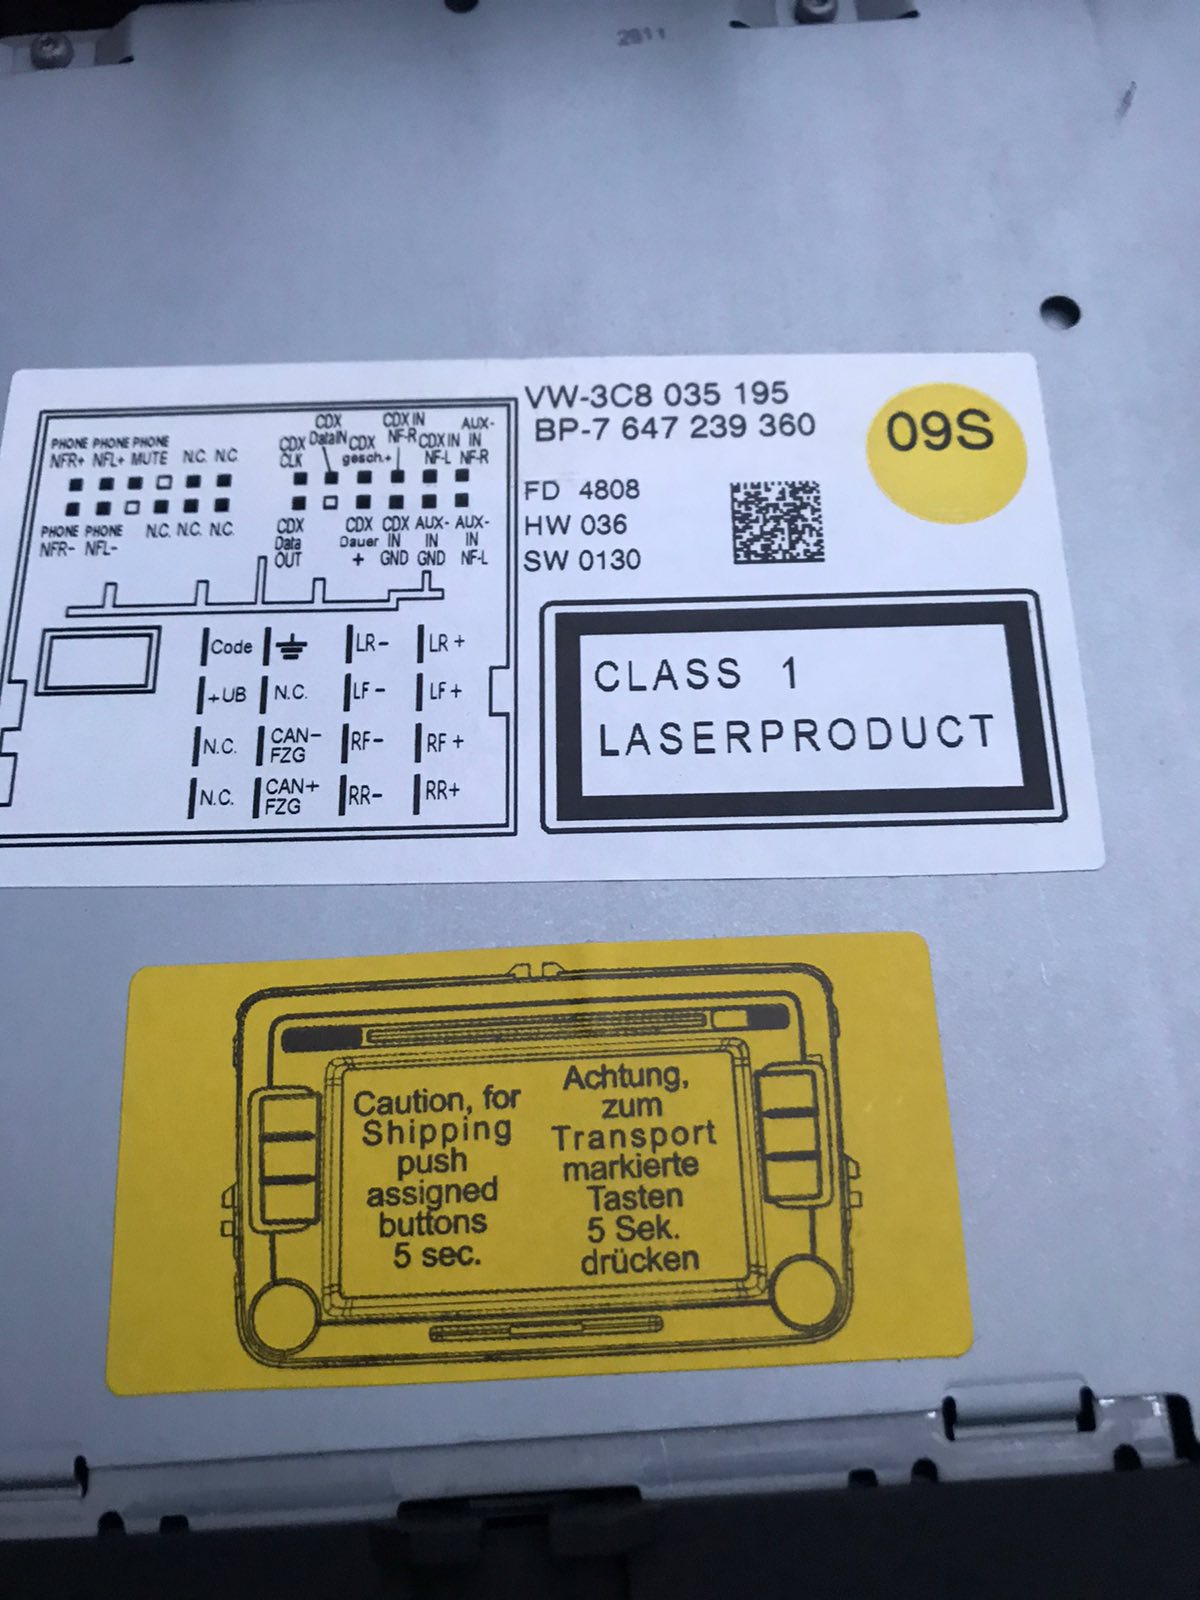 2811
VW-3C8 035 195
BP-7 647 239 360
09S
FD 4808
HW 036
SW 0130
PHONE PHONE PHONE
NFR+ NFL+ MUTE N.C. N.C
PHONE PHONE N.C. N.C. N.C.
NFR- NFL-
CDX CLK
CDX DataIN
CDX gesch.+
CDX IN NF-R
CDX IN NF-L
AUX-IN NF-R
CDX Data OUT
CDX Dauer +
CDX IN GND
AUX-IN GND
AUX-IN NF-L
Code LR- LR+
+UB N.C. LF- LF+
N.C. CAN- FZG RF- RF+
N.C. CAN+ FZG RR- RR+
CLASS 1
LASERPRODUCT
Caution, for
Shipping
push
assigned
buttons
5 sec.
Achtung,
zum
Transport
markierte
Tasten
5 Sek.
drücken